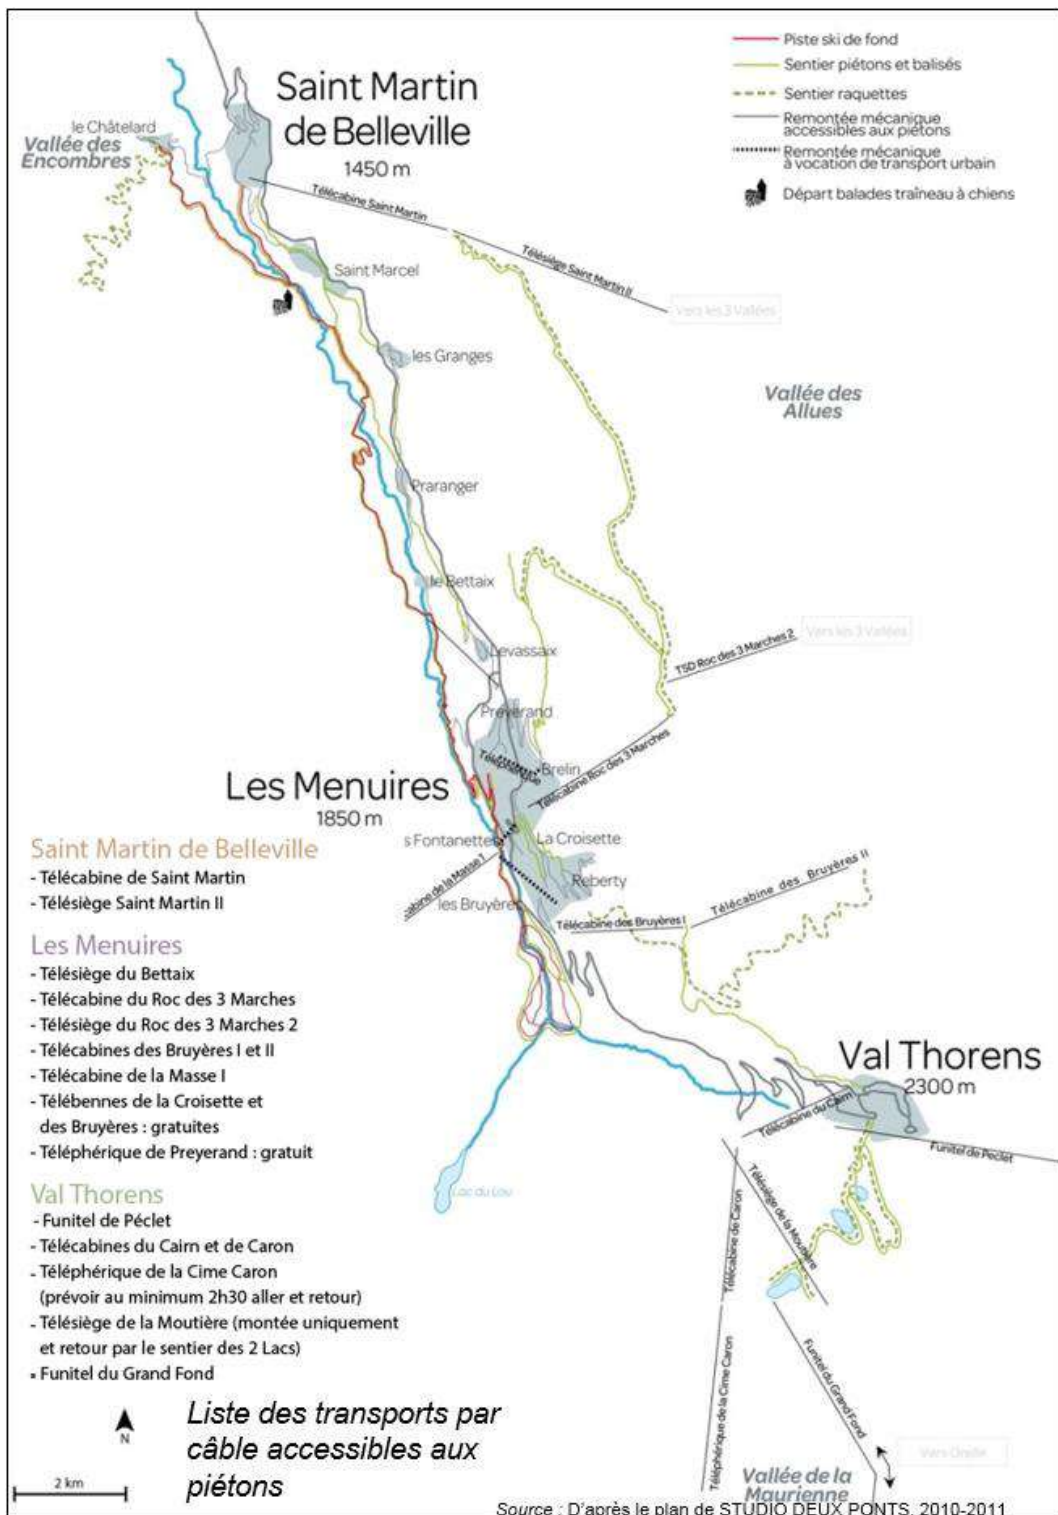 Piste ski de fond
Sentier piétons et balisés
Sentier raquettes
Remontée mécanique
accessibles aux piétons
Remontée mécanique
à vocation de transport urbain
Départ balades traîneau à chiens
Saint Martin
de Belleville
1450 m
le Châtelard
Vallée des
Encombres
Télécabine Saint Martin
Télésiège Saint Martin II
Vers les 3 Vallées
Saint Marcel
les Granges
Vallée des
Allues
Praranger
le Bettaix
Vers les 3 Vallées
TSD Roc des 3 Marches 2
Levassaix
Preyerand
Téléphérique
Brelin
Télécabine Roc des 3 Marches
Les Menuires
1850 m
s Fontanettes
La Croisette
cabine de la Masse 1
Reberty
les Bruyères
Télécabine des Bruyères I
Télécabine des Bruyères II
Saint Martin de Belleville
- Télécabine de Saint Martin
- Télésiège Saint Martin II
Les Menuires
- Télésiège du Bettaix
- Télécabine du Roc des 3 Marches
- Télésiège du Roc des 3 Marches 2
- Télécabines des Bruyères I et II
- Télécabine de la Masse I
- Télébennes de la Croisette et
des Bruyères : gratuites
- Téléphérique de Preyerand : gratuit
Val Thorens
- Funitel de Péclet
- Télécabines du Cairn et de Caron
- Téléphérique de la Cime Caron
(prévoir au minimum 2h30 aller et retour)
- Télésiège de la Moutière (montée uniquement
et retour par le sentier des 2 Lacs)
- Funitel du Grand Fond
Val Thorens
2300 m
Télécabine du Cairn
Funitel de Peclet
Lac du Lou
Télécabine de Caron
Télésiège de la Moutière
Téléphérique de la Cime Caron
Funitel du Grand Fond
Vers Orelle
Vallée de la
Maurienne
N
2 km
Liste des transports par
câble accessibles aux
piétons
Source : D'après le plan de STUDIO DEUX PONTS, 2010-2011